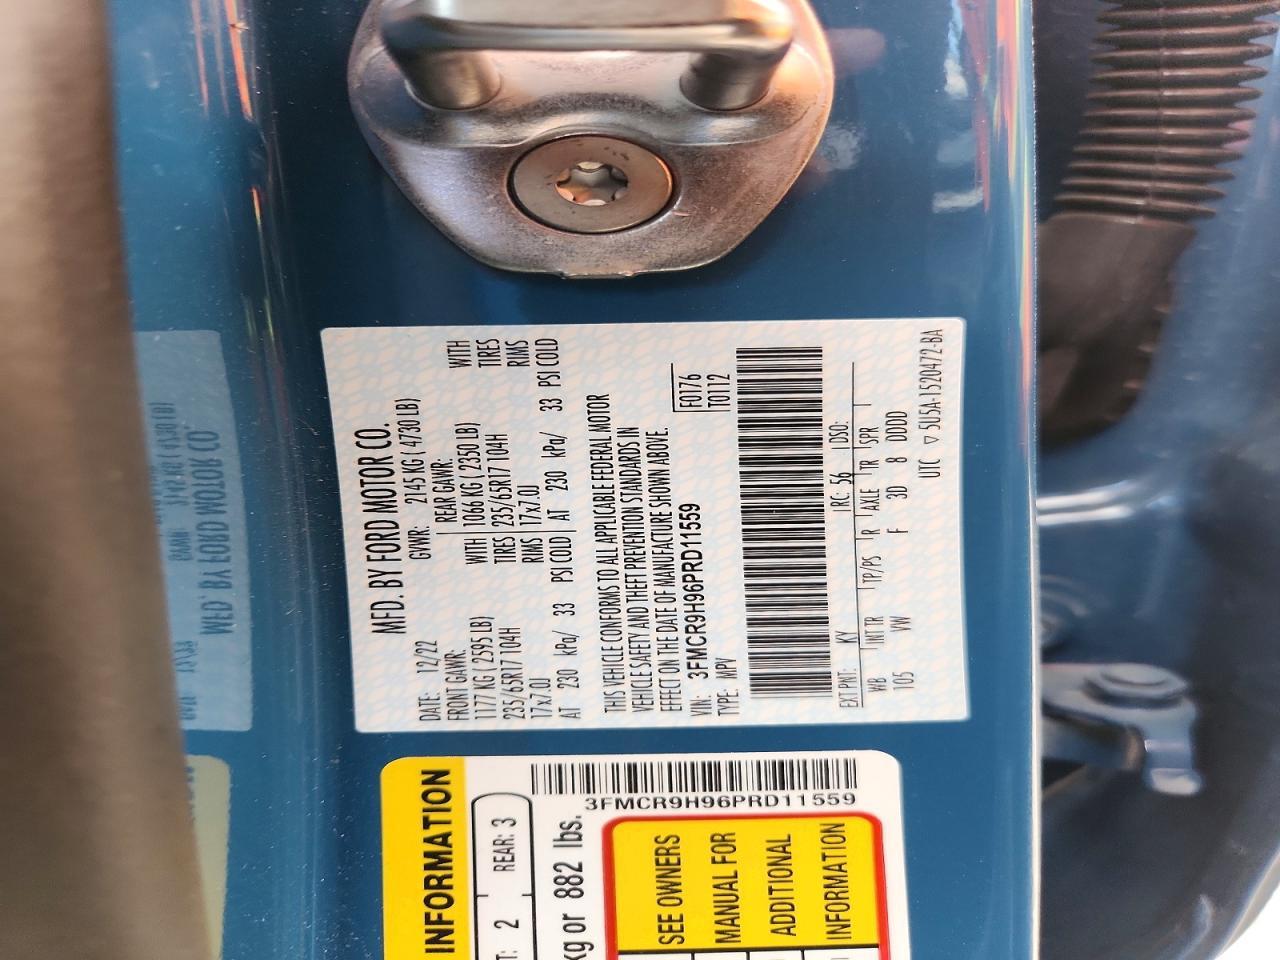 MFD. BY FORD MOTOR CO.
DATE: 12/22 GVWR: 2145 KG ( 4730 LB)
FRONT GAWR: REAR GAWR:
1177 KG ( 2595 LB) WITH 1066 KG ( 2350 LB) WITH
235/65R17 104H TIRES 235/65R17 104H TIRES
17x7.0J RIMS 17x7.0J RIMS
AT 230 kPa/ 33 PSI COLD AT 230 kPa/ 33 PSI COLD
THIS VEHICLE CONFORMS TO ALL APPLICABLE FEDERAL MOTOR
VEHICLE SAFETY AND THEFT PREVENTION STANDARDS IN
EFFECT ON THE DATE OF MANUFACTURE SHOWN ABOVE.
VIN: 3FMCR9H96PRD11559 F0176
TYPE: MPV T0112
EXT.PNT: KY RC: 56 DSO:
WB INT TR TP/PS R AXLE TR SPR
105 VW F 3D 8 DDDD
UTC ▽ 5U5A-1520472-BA
INFORMATION
T: 2 REAR: 3
3FMCR9H96PRD11559
kg or 882 lbs.
SEE OWNERS
MANUAL FOR
ADDITIONAL
INFORMATION